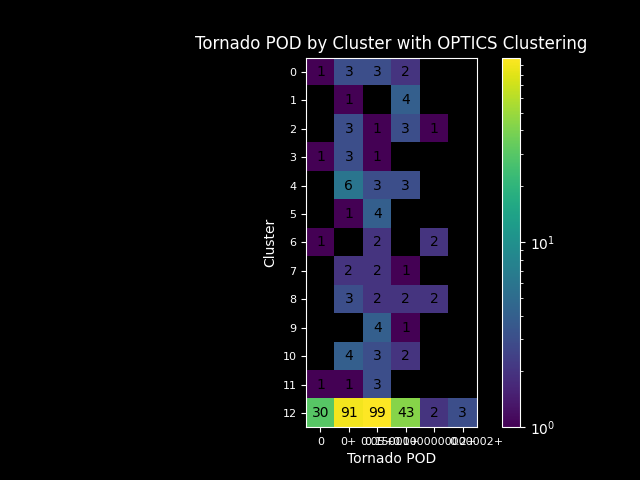 Tornado POD by Cluster with OPTICS Clustering
0 1 3 3 2
1 1 4
2 3 1 3 1
3 1 3 1
4 6 3 3
5 1 4
6 1 2 2
7 2 2 1
8 3 2 2 2
9 4 1
10 4 3 2
11 1 1 3
12 30 91 99 43 2 3
0 0+
Tornado POD
Cluster
10¹
10⁰